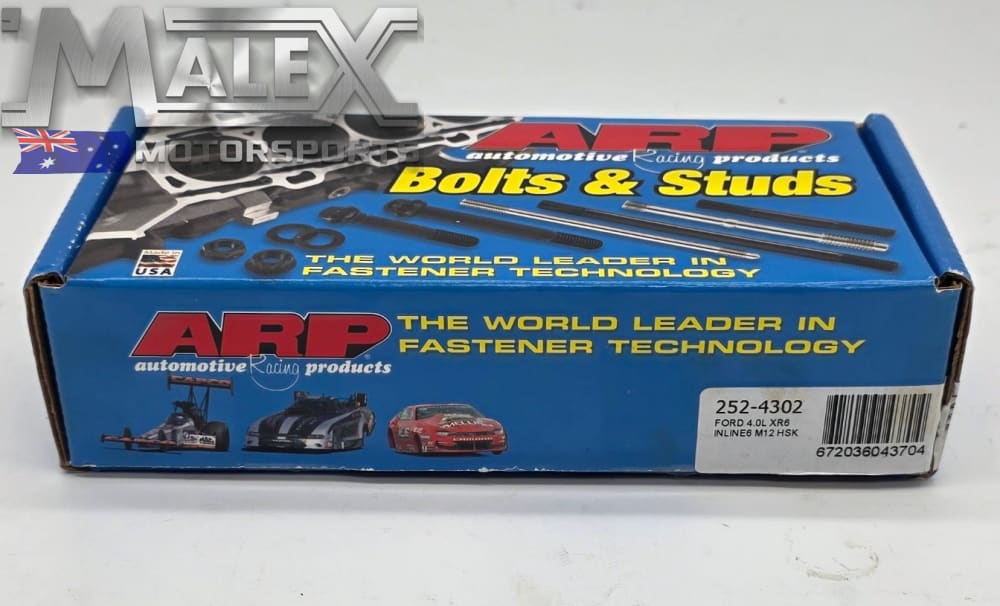 MALEX
MOTORSPORTS
ARP
automotive Racing products
Bolts & Studs
THE WORLD LEADER IN
FASTENER TECHNOLOGY
USA
ARP
automotive Racing products
THE WORLD LEADER IN
FASTENER TECHNOLOGY
252-4302
FORD 4.0L XR6
INLINE6 M12 HSK
672036043704